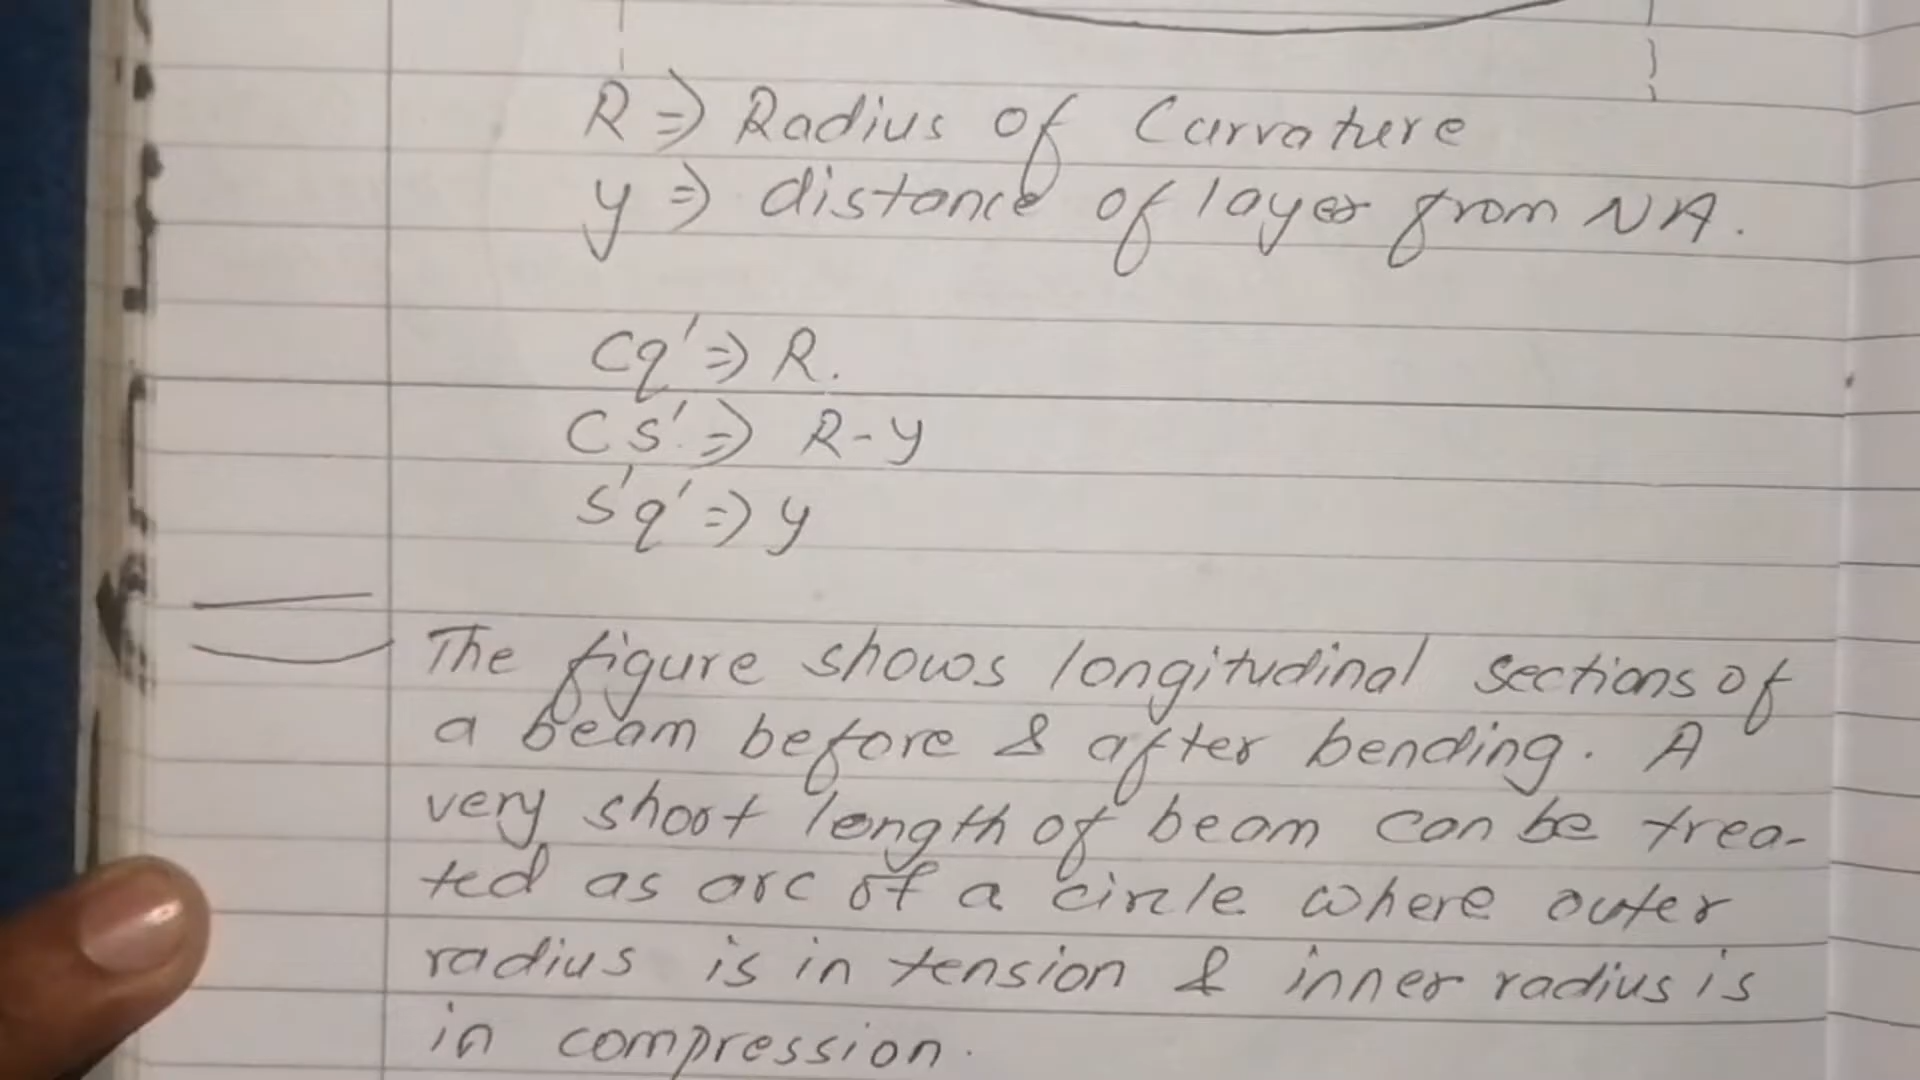 R => Radius of Curvature
y => distance of layer from NA.
Cq' => R.
CS' => R-y
S'q' => y
The figure shows longitudinal sections of
a beam before & after bending. A
very short length of beam can be trea-
ted as arc of a circle where outer
radius is in tension & inner radius is
in compression.